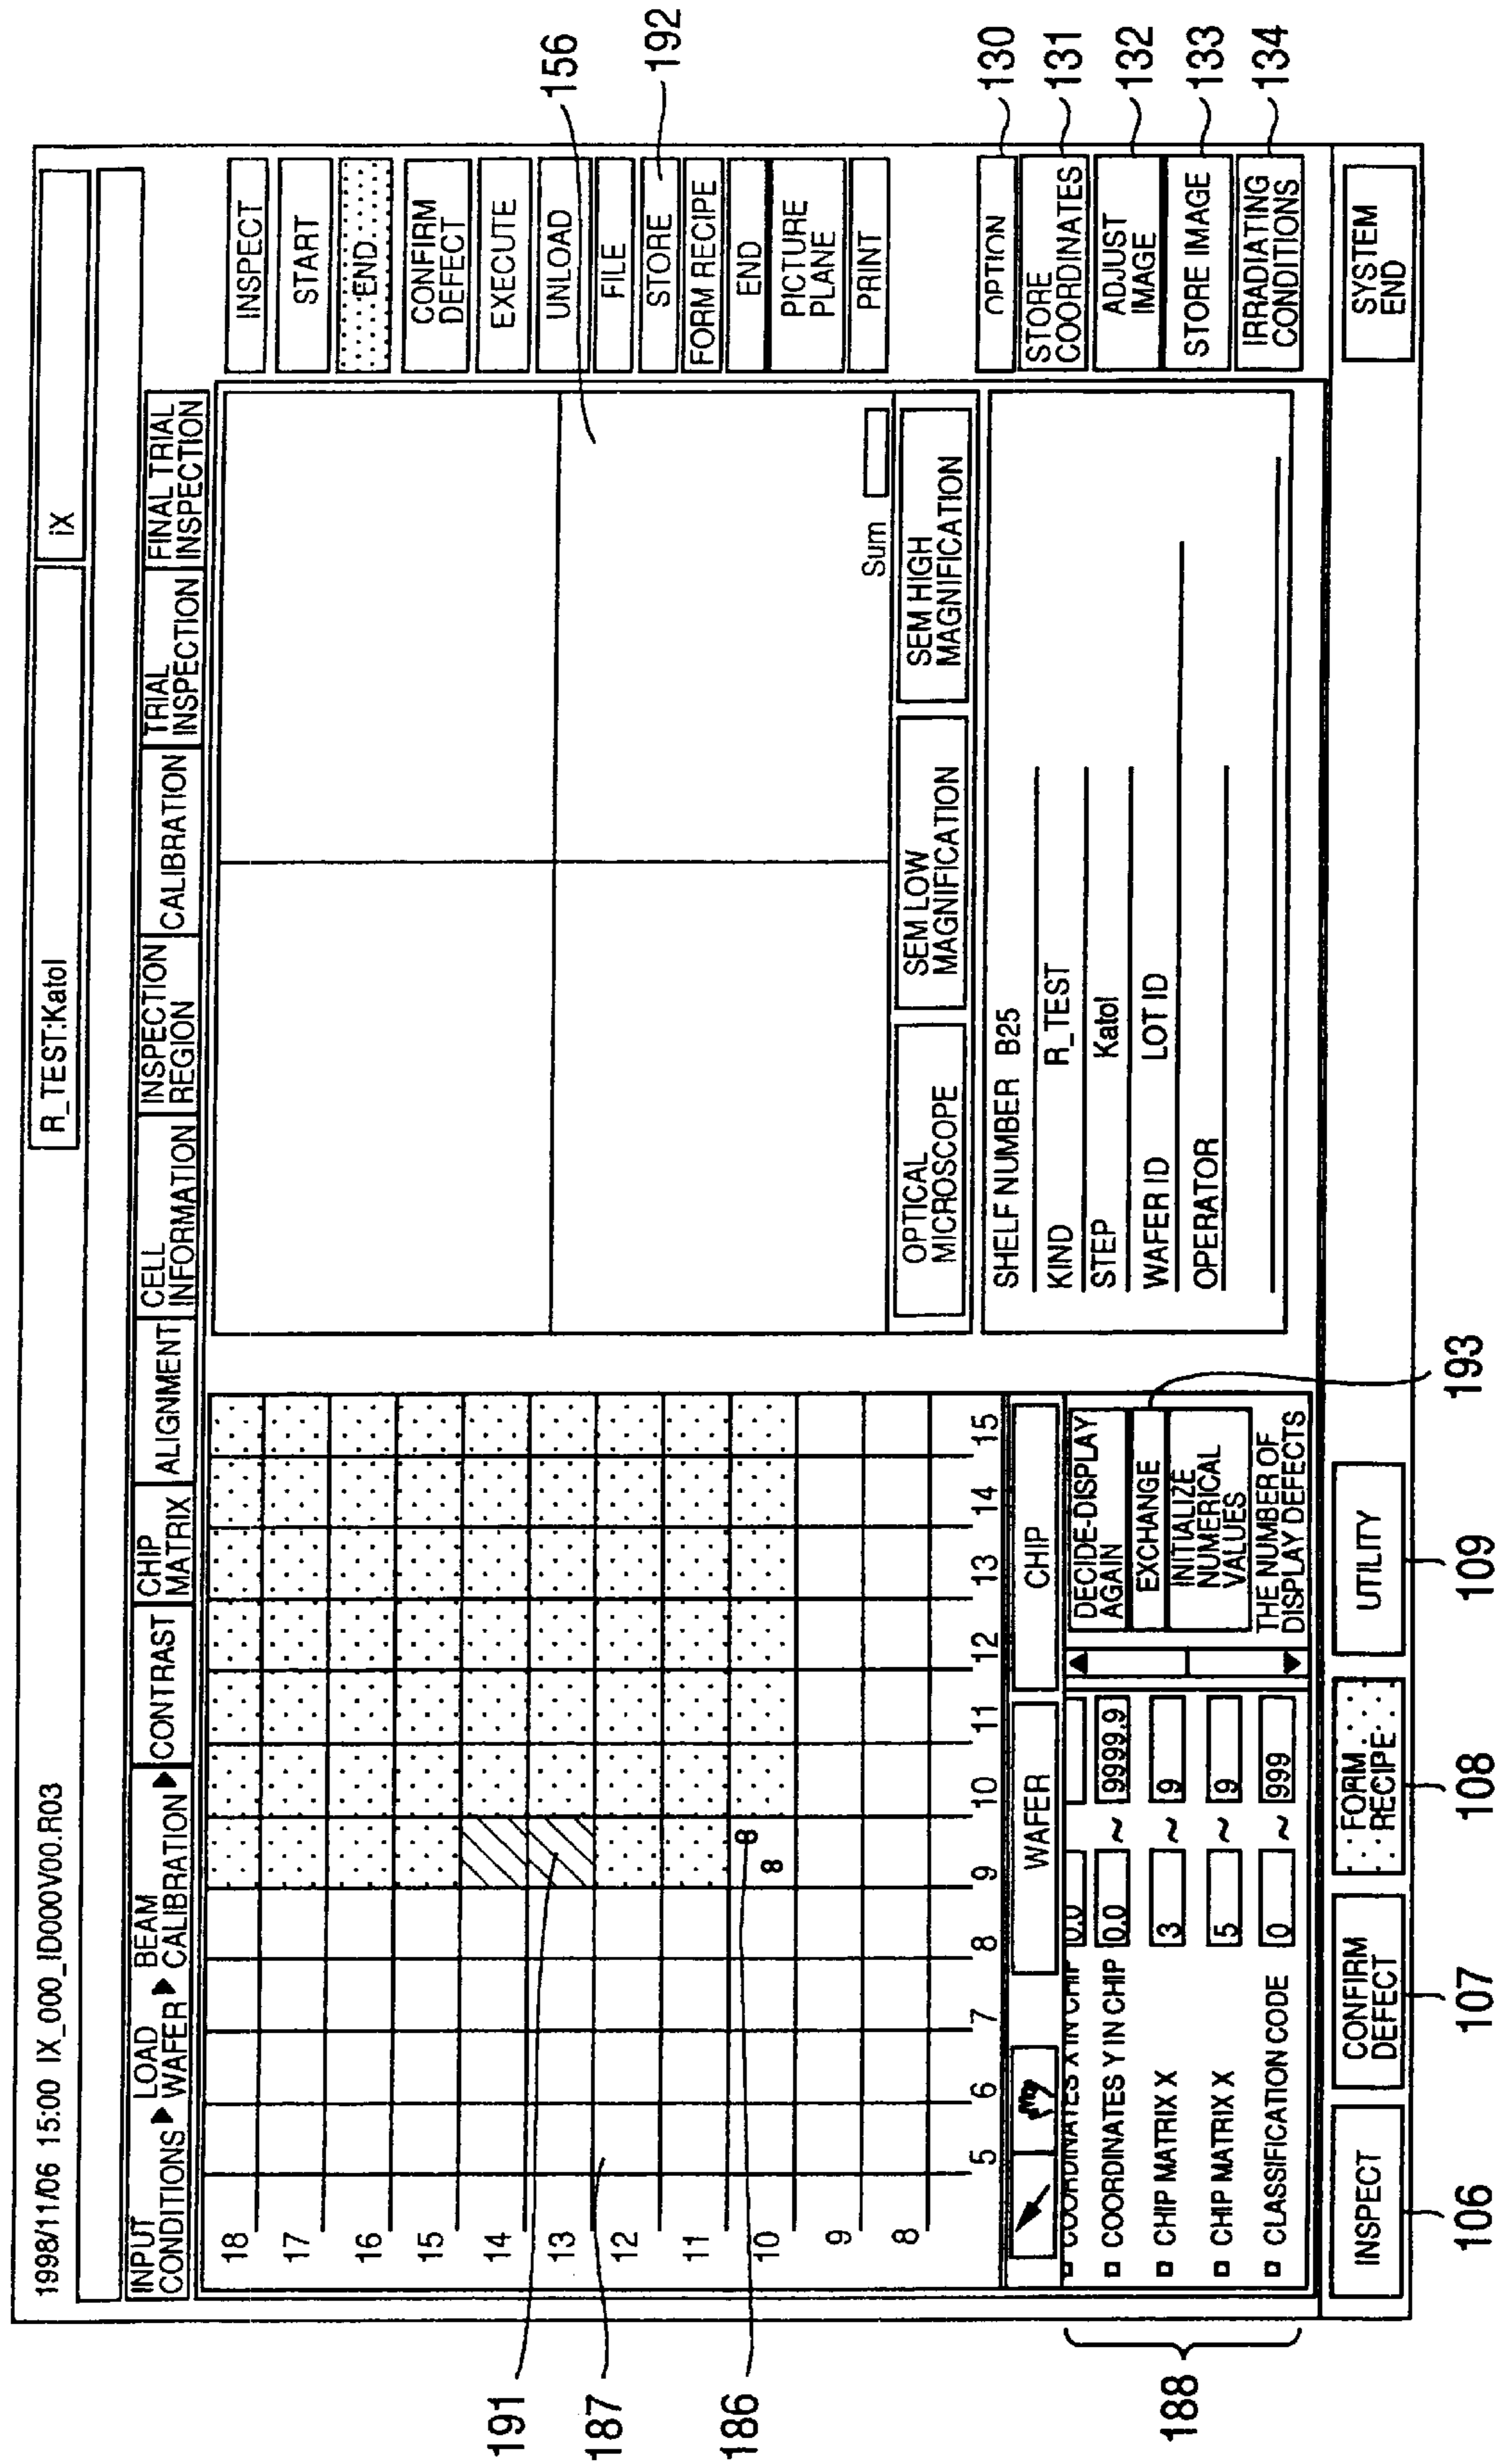 1998/11/06 15:00 IX_000_ID000V00.R03
R_TEST:Katol
iX
INPUT
CONDITIONS
LOAD
WAFER
BEAM
CALIBRATION
CONTRAST
CHIP
MATRIX
ALIGNMENT
CELL
INFORMATION
INSPECTION
REGION
CALIBRATION
TRIAL
INSPECTION
FINAL TRIAL
INSPECTION
18
17
16
15
14
13
12
11
10
9
8
8
8
5
6
7
8
9
10
11
12
13
14
15
WAFER
CHIP
COORDINATES X IN CHIP 0.0
COORDINATES Y IN CHIP 0.0 ~ 9999.9
CHIP MATRIX X 3 ~ 9
CHIP MATRIX X 5 ~ 9
CLASSIFICATION CODE 0 ~ 999
DECIDE-DISPLAY
AGAIN
EXCHANGE
INITIALIZE
NUMERICAL
VALUES
THE NUMBER OF
DISPLAY DEFECTS
Sum
OPTICAL
MICROSCOPE
SEM LOW
MAGNIFICATION
SEM HIGH
MAGNIFICATION
SHELF NUMBER B25
KIND R_TEST
STEP Katol
WAFER ID LOT ID
OPERATOR
INSPECT
START
END
CONFIRM
DEFECT
EXECUTE
UNLOAD
FILE
STORE
FORM RECIPE
END
PICTURE
PLANE
PRINT
OPTION
STORE
COORDINATES
ADJUST
IMAGE
STORE IMAGE
IRRADIATING
CONDITIONS
INSPECT
CONFIRM
DEFECT
FORM
RECIPE
UTILITY
SYSTEM
END
156
192
130
131
132
133
134
191
187
186
188
106
107
108
109
193